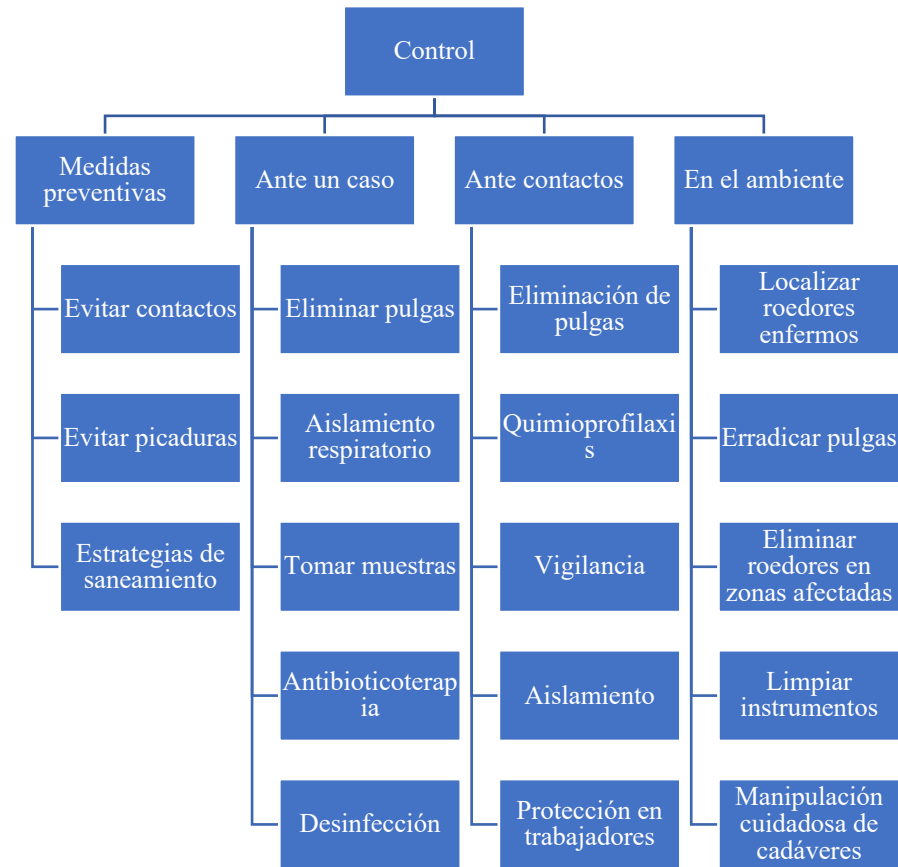 Control
Medidas
preventivas
Evitar contactos
Evitar picaduras
Estrategias de
saneamiento
Ante un caso
Eliminar pulgas
Aislamiento
respiratorio
Tomar muestras
Antibioticoterap
ia
Desinfección
Ante contactos
Eliminación de
pulgas
Quimioprofilaxi
s
Vigilancia
Aislamiento
Protección en
trabajadores
En el ambiente
Localizar
roedores
enfermos
Erradicar pulgas
Eliminar
roedores en
zonas afectadas
Limpiar
instrumentos
Manipulación
cuidadosa de
cadáveres